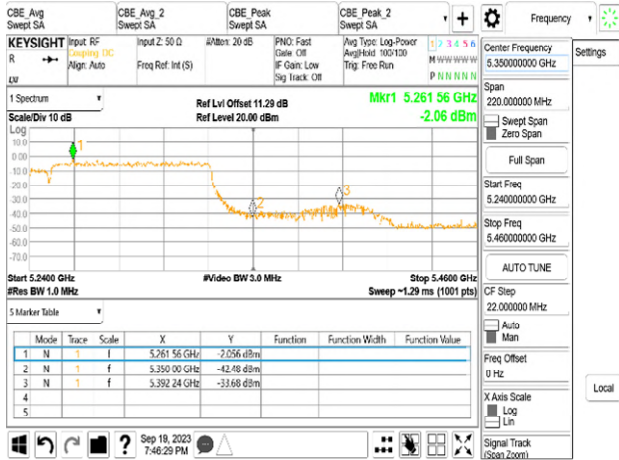 CBE_Avg
Swept SA
CBE_Avg_2
Swept SA
CBE_Peak
Swept SA
CBE_Peak_2
Swept SA
+
Frequency
KEYSIGHT
R
LXI
Input: RF
Coupling: DC
Align: Auto
Input Z: 50 Ω
Freq Ref: Int (S)
#Atten: 20 dB
PNO: Fast
Gate: Off
IF Gain: Low
Sig Track: Off
Avg Type: Log-Power
Avg|Hold: 100/100
Trig: Free Run
1 2 3 4 5 6
M W W W W W
P N N N N N
1 Spectrum
Scale/Div 10 dB
Ref Lvl Offset 11.29 dB
Ref Level 20.00 dBm
Mkr1 5.261 56 GHz
-2.06 dBm
Log
10.0
0.00
-10.0
-20.0
-30.0
-40.0
-50.0
-60.0
-70.0
1
2
3
Start 5.2400 GHz
#Res BW 1.0 MHz
#Video BW 3.0 MHz
Stop 5.4600 GHz
Sweep ~1.29 ms (1001 pts)
5 Marker Table
Mode Trace Scale X Y Function Function Width Function Value
1 N 1 f 5.261 56 GHz -2.056 dBm
2 N 1 f 5.350 00 GHz -42.48 dBm
3 N 1 f 5.392 24 GHz -33.68 dBm
4
5
Sep 19, 2023
7:46:29 PM
Center Frequency
5.350000000 GHz
Span
220.000000 MHz
Swept Span
Zero Span
Full Span
Start Freq
5.240000000 GHz
Stop Freq
5.460000000 GHz
AUTO TUNE
CF Step
22.000000 MHz
Auto
Man
Freq Offset
0 Hz
X Axis Scale
Log
Lin
Signal Track
(Span Zoom)
Settings
Local